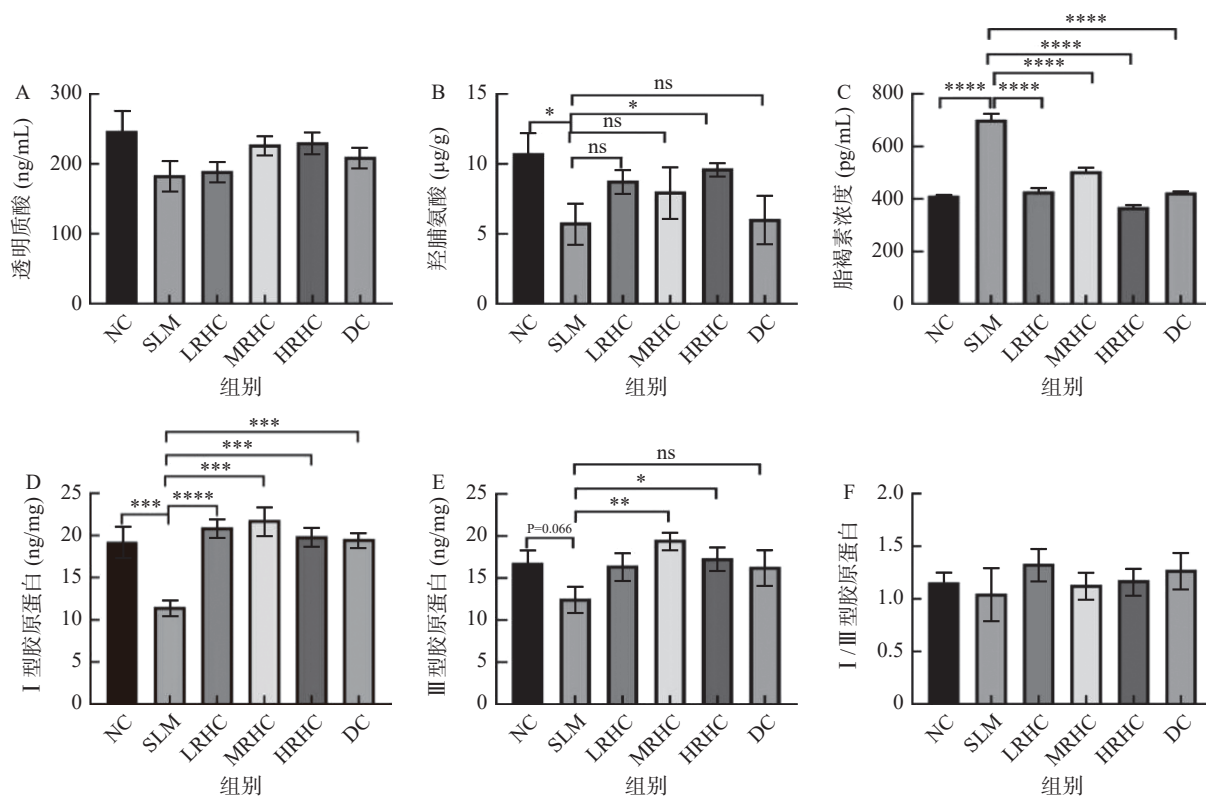 A
透明质酸 (ng/mL)
300
200
100
0
NC
SLM
LRHC
MRHC
HRHC
DC
组别
B
羟脯氨酸 (μg/g)
15
10
5
0
*
ns
ns
*
ns
NC
SLM
LRHC
MRHC
HRHC
DC
组别
C
脂褐素浓度 (pg/mL)
800
600
400
400
0
****
****
****
****
****
NC
SLM
LRHC
MRHC
HRHC
DC
组别
D
Ⅰ型胶原蛋白 (ng/mg)
25
20
15
10
5
0
***
****
***
***
***
NC
SLM
LRHC
MRHC
HRHC
DC
组别
E
Ⅲ型胶原蛋白 (ng/mg)
25
20
15
10
5
0
P=0.066
**
*
ns
NC
SLM
LRHC
MRHC
HRHC
DC
组别
F
Ⅰ/Ⅲ型胶原蛋白
2.0
1.5
1.0
0.5
0
NC
SLM
LRHC
MRHC
HRHC
DC
组别